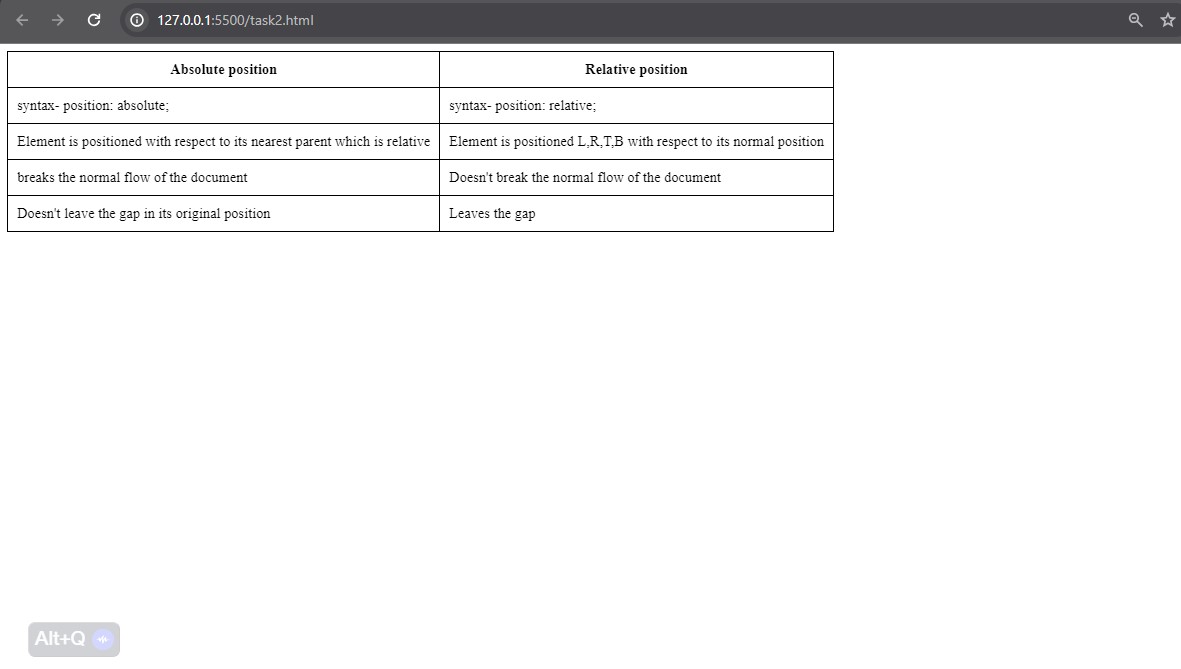 127.0.0.1:5500/task2.html
Absolute position Relative position
syntax- position: absolute; syntax- position: relative;
Element is positioned with respect to its nearest parent which is relative Element is positioned L,R,T,B with respect to its normal position
breaks the normal flow of the document Doesn't break the normal flow of the document
Doesn't leave the gap in its original position Leaves the gap
Alt+Q